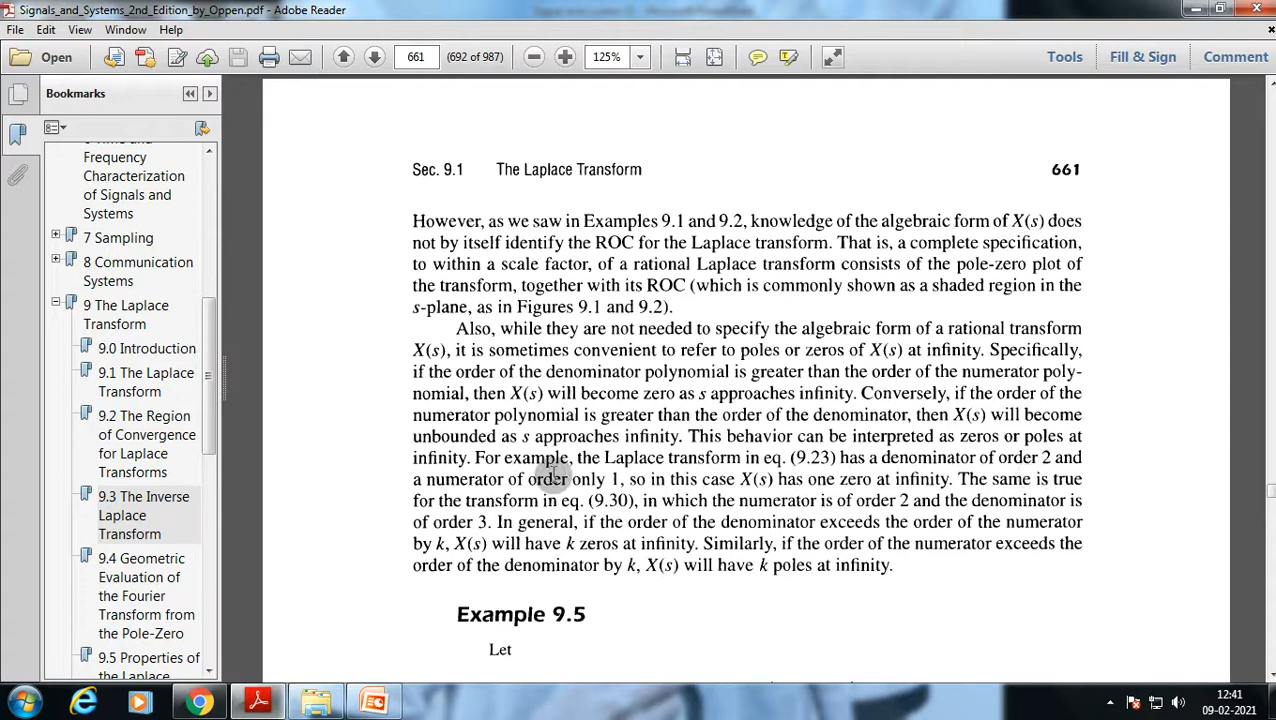 Signals_and_Systems_2nd_Edition_by_Oppen.pdf - Adobe Reader
File Edit View Window Help
Open 661 (692 of 987) 125% Tools Fill & Sign Comment
Bookmarks
Frequency
Characterization
of Signals and
Systems
7 Sampling
8 Communication
Systems
9 The Laplace
Transform
9.0 Introduction
9.1 The Laplace
Transform
9.2 The Region
of Convergence
for Laplace
Transforms
9.3 The Inverse
Laplace
Transform
9.4 Geometric
Evaluation of the
Fourier
Transform from
the Pole-Zero
9.5 Properties of
the Laplace
Sec. 9.1 The Laplace Transform 661
However, as we saw in Examples 9.1 and 9.2, knowledge of the algebraic form of X(s) does
not by itself identify the ROC for the Laplace transform. That is, a complete specification,
to within a scale factor, of a rational Laplace transform consists of the pole-zero plot of
the transform, together with its ROC (which is commonly shown as a shaded region in the
s-plane, as in Figures 9.1 and 9.2).
Also, while they are not needed to specify the algebraic form of a rational transform
X(s), it is sometimes convenient to refer to poles or zeros of X(s) at infinity. Specifically,
if the order of the denominator polynomial is greater than the order of the numerator poly-
nomial, then X(s) will become zero as s approaches infinity. Conversely, if the order of the
numerator polynomial is greater than the order of the denominator, then X(s) will become
unbounded as s approaches infinity. This behavior can be interpreted as zeros or poles at
infinity. For example, the Laplace transform in eq. (9.23) has a denominator of order 2 and
a numerator of order only 1, so in this case X(s) has one zero at infinity. The same is true
for the transform in eq. (9.30), in which the numerator is of order 2 and the denominator is
of order 3. In general, if the order of the denominator exceeds the order of the numerator
by k, X(s) will have k zeros at infinity. Similarly, if the order of the numerator exceeds the
order of the denominator by k, X(s) will have k poles at infinity.
Example 9.5
Let
12:41
09-02-2021